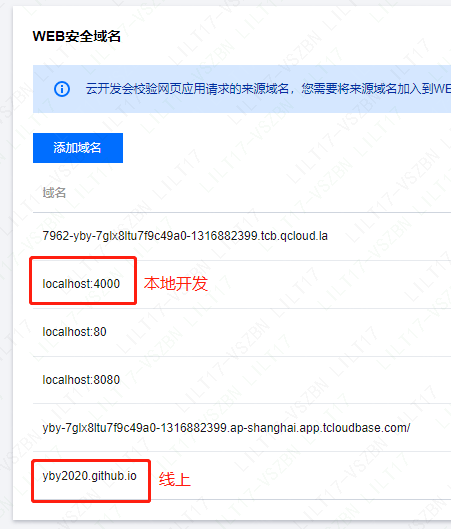 WEB安全域名
云开发会校验网页应用请求的来源域名，您需要将来源域名加入到WE
添加域名
域名
7962-yby-7glx8ltu7f9c49a0-1316882399.tcb.qcloud.la
localhost:4000 本地开发
localhost:80
localhost:8080
yby-7glx8ltu7f9c49a0-1316882399.ap-shanghai.app.tcloudbase.com/
yby2020.github.io 线上